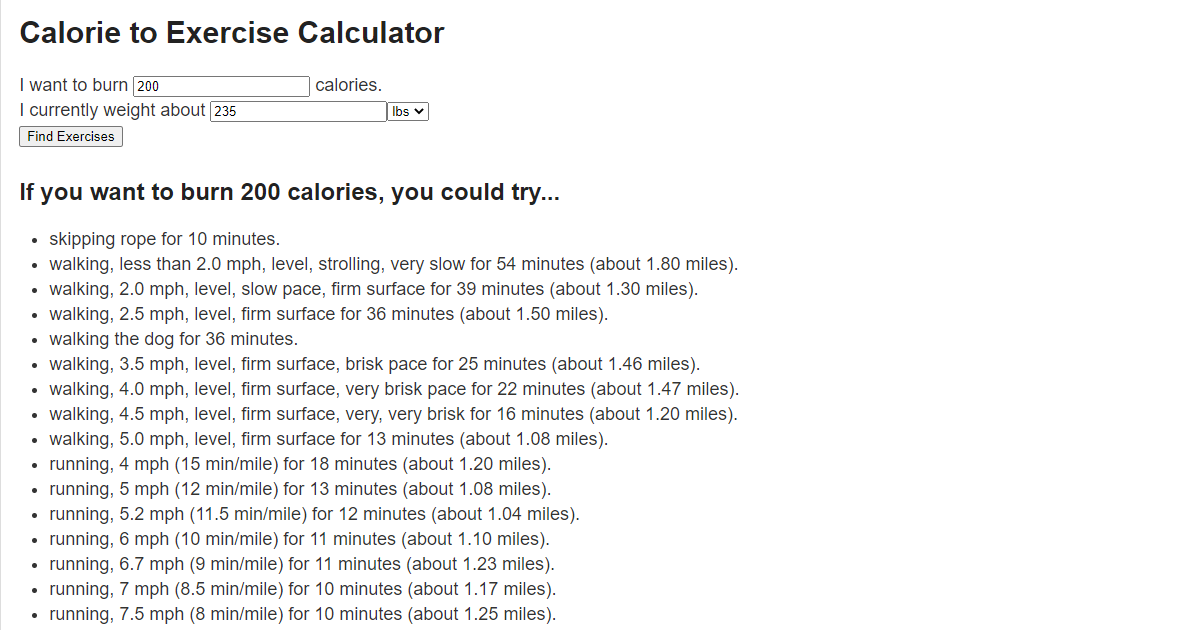 Calorie to Exercise Calculator
I want to burn 200 calories.
I currently weight about 235 lbs
Find Exercises
If you want to burn 200 calories, you could try...
• skipping rope for 10 minutes.
• walking, less than 2.0 mph, level, strolling, very slow for 54 minutes (about 1.80 miles).
• walking, 2.0 mph, level, slow pace, firm surface for 39 minutes (about 1.30 miles).
• walking, 2.5 mph, level, firm surface for 36 minutes (about 1.50 miles).
• walking the dog for 36 minutes.
• walking, 3.5 mph, level, firm surface, brisk pace for 25 minutes (about 1.46 miles).
• walking, 4.0 mph, level, firm surface, very brisk pace for 22 minutes (about 1.47 miles).
• walking, 4.5 mph, level, firm surface, very, very brisk for 16 minutes (about 1.20 miles).
• walking, 5.0 mph, level, firm surface for 13 minutes (about 1.08 miles).
• running, 4 mph (15 min/mile) for 18 minutes (about 1.20 miles).
• running, 5 mph (12 min/mile) for 13 minutes (about 1.08 miles).
• running, 5.2 mph (11.5 min/mile) for 12 minutes (about 1.04 miles).
• running, 6 mph (10 min/mile) for 11 minutes (about 1.10 miles).
• running, 6.7 mph (9 min/mile) for 11 minutes (about 1.23 miles).
• running, 7 mph (8.5 min/mile) for 10 minutes (about 1.17 miles).
• running, 7.5 mph (8 min/mile) for 10 minutes (about 1.25 miles).